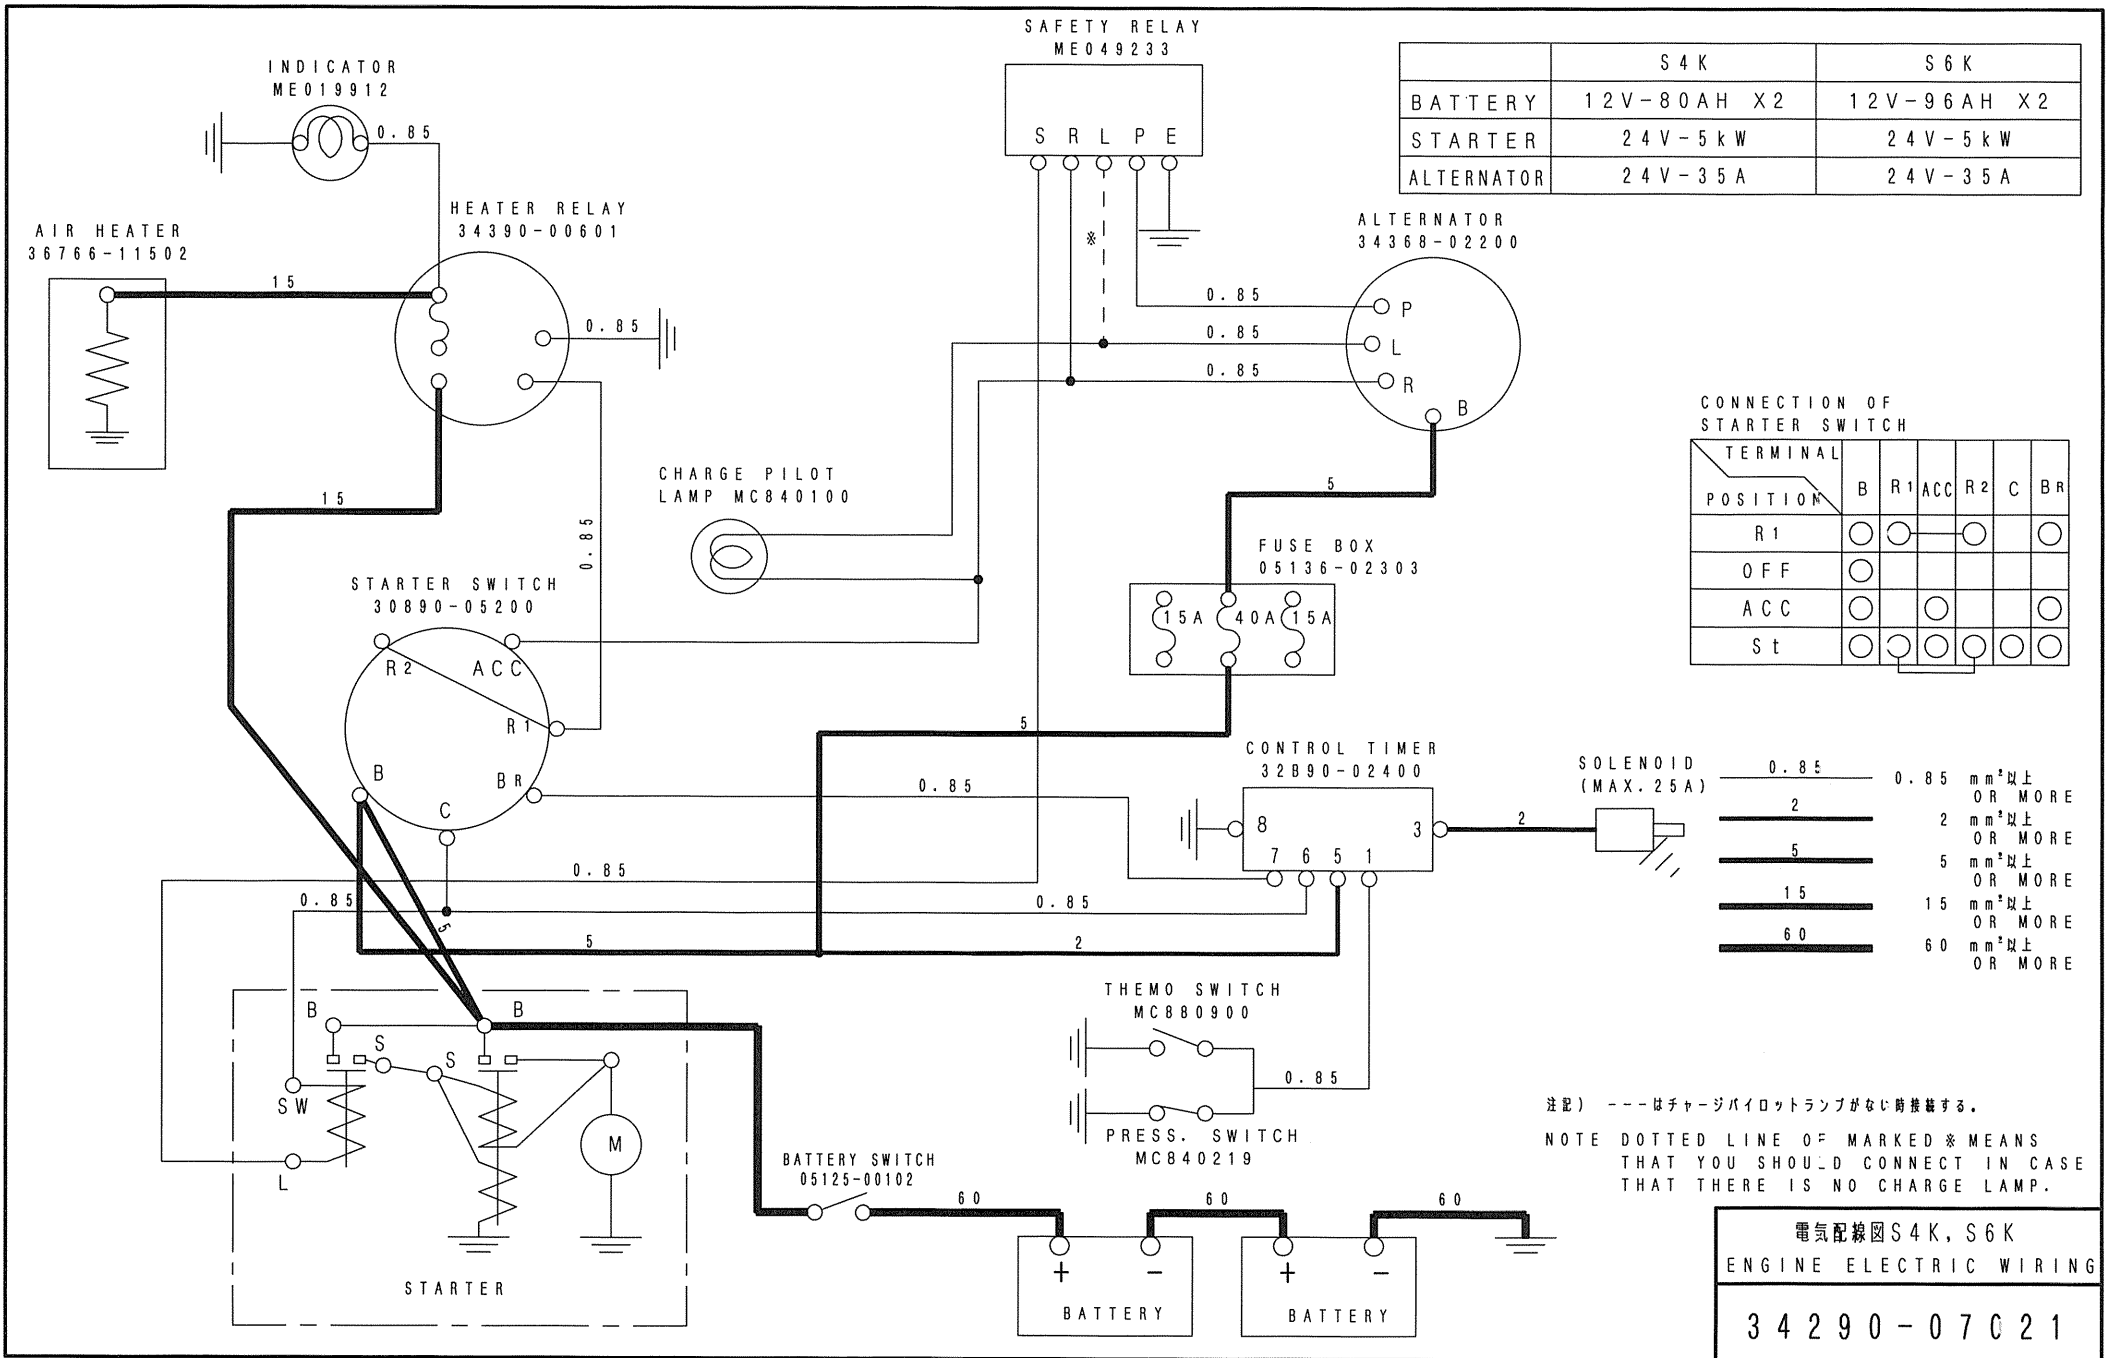 SAFETY RELAY
ME049233
S R L P E
※
INDICATOR
ME019912
0.85
AIR HEATER
36766-11502
15
HEATER RELAY
34390-00601
0.85
15
0.85
S4K S6K
BATTERY 12V-80AH X2 12V-96AH X2
STARTER 24V-5kW 24V-5kW
ALTERNATOR 24V-35A 24V-35A
ALTERNATOR
34368-02200
0.85 P
0.85 L
0.85 R
B
5
CHARGE PILOT
LAMP MC840100
CONNECTION OF
STARTER SWITCH
TERMINAL
POSITION B R1 ACC R2 C BR
R1
OFF
ACC
St
FUSE BOX
05136-02303
15A 40A 15A
5
STARTER SWITCH
30890-05200
R2 ACC
R1
B BR
C
0.85
0.85
0.85
0.85
5
5
2
CONTROL TIMER
32B90-02400
8 3
7 6 5 1
2
SOLENOID
(MAX.25A)
0.85 0.85 mm²以上
OR MORE
2 2 mm²以上
OR MORE
5 5 mm²以上
OR MORE
15 15 mm²以上
OR MORE
60 60 mm²以上
OR MORE
THEMO SWITCH
MC880900
0.85
PRESS. SWITCH
MC840219
B B
S S
SW
L
M
STARTER
BATTERY SWITCH
05125-00102
60 60 60
+ - + -
BATTERY BATTERY
注記) ---はチャージパイロットランプがない時接続する。
NOTE DOTTED LINE OF MARKED ※ MEANS
THAT YOU SHOULD CONNECT IN CASE
THAT THERE IS NO CHARGE LAMP.
電気配線図S4K,S6K
ENGINE ELECTRIC WIRING
34290-07021